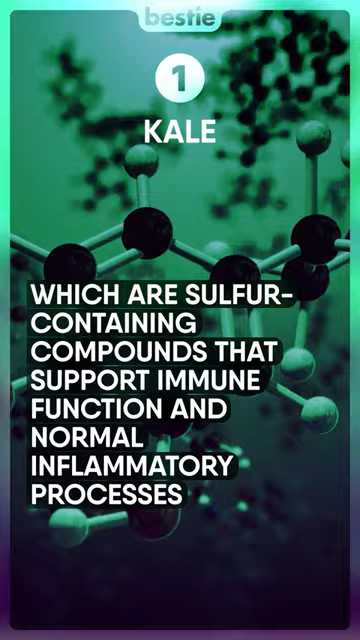 bestie
1
KALE
WHICH ARE SULFUR-
CONTAINING
COMPOUNDS THAT
SUPPORT IMMUNE
FUNCTION AND
NORMAL
INFLAMMATORY
PROCESSES